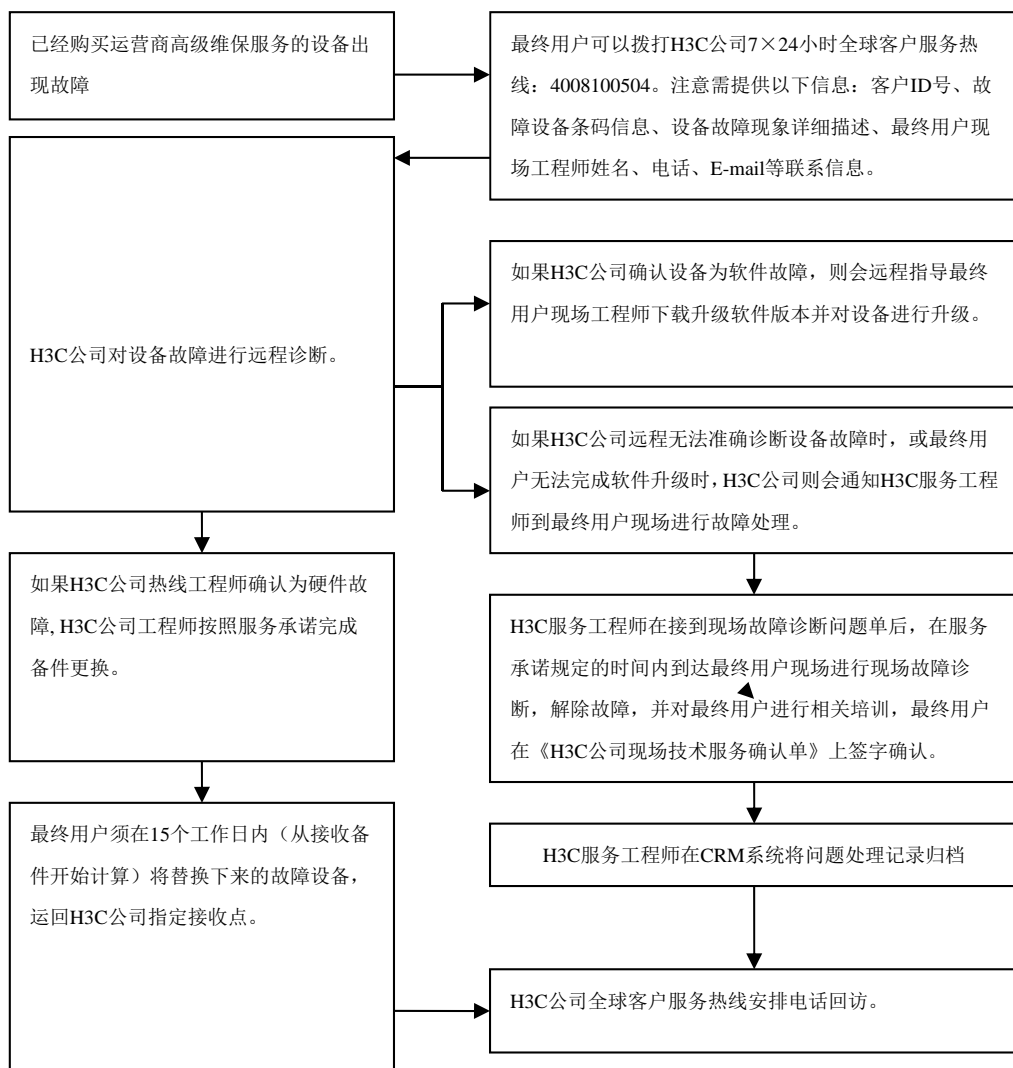 已经购买运营商高级维保服务的设备出
现故障
最终用户可以拨打H3C公司7×24小时全球客户服务热
线：4008100504。注意需提供以下信息：客户ID号、故
障设备条码信息、设备故障现象详细描述、最终用户现
场工程师姓名、电话、E-mail等联系信息。
H3C公司对设备故障进行远程诊断。
如果H3C公司确认设备为软件故障，则会远程指导最终
用户现场工程师下载升级软件版本并对设备进行升级。
如果H3C公司远程无法准确诊断设备故障时，或最终用
户无法完成软件升级时，H3C公司则会通知H3C服务工程
师到最终用户现场进行故障处理。
如果H3C公司热线工程师确认为硬件故
障, H3C公司工程师按照服务承诺完成
备件更换。
H3C服务工程师在接到现场故障诊断问题单后，在服务
承诺规定的时间内到达最终用户现场进行现场故障诊
断，解除故障，并对最终用户进行相关培训，最终用户
在《H3C公司现场技术服务确认单》上签字确认。
最终用户须在15个工作日内（从接收备
件开始计算）将替换下来的故障设备，
运回H3C公司指定接收点。
H3C服务工程师在CRM系统将问题处理记录归档
H3C公司全球客户服务热线安排电话回访。